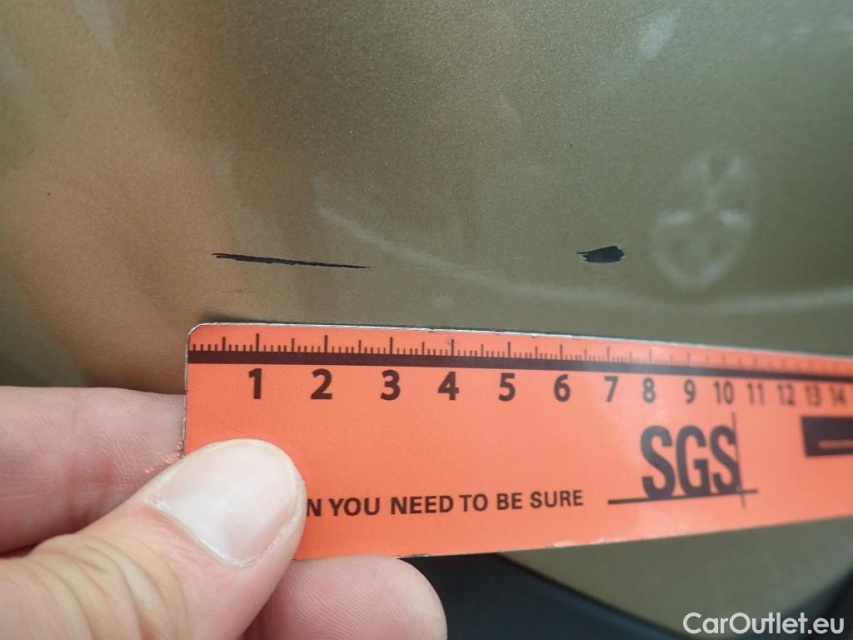 1 2 3 4 5 6 7 8 9 10 11 12 13 14
SGS
N YOU NEED TO BE SURE
CarOutlet.eu